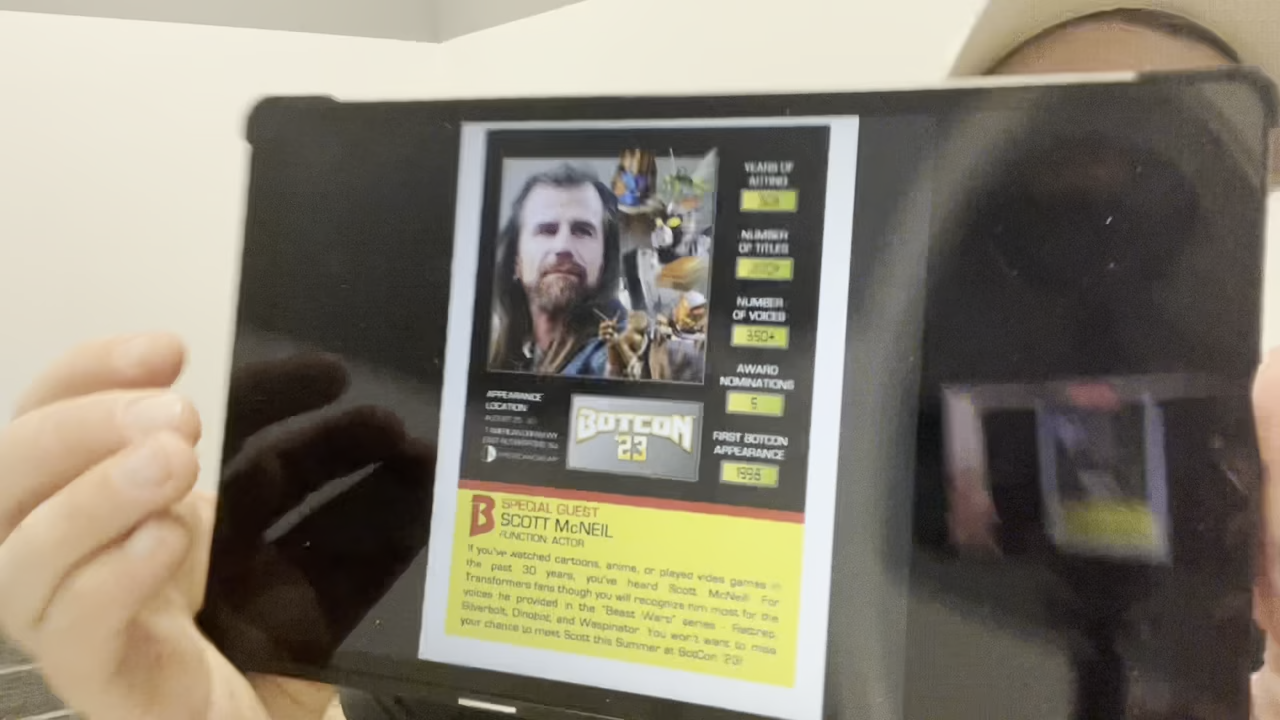 YEARS OF
ACTING
NUMBER
OF TITLES
NUMBER
OF VOICES
350+
AWARD
NOMINATIONS
5
FIRST BOTCON
APPEARANCE
APPEARANCE
LOCATION:
BOTCON
'23
B
SPECIAL GUEST
SCOTT McNEIL
FUNCTION: ACTOR
If you've watched cartoons, anime, or played video games in
the past 30 years, you've heard Scott McNeil! For
Transformers fans though you will recognize him most for the
voices he provided in the "Beast Wars" series - Rattrap,
Silverbolt, Dinobot, and Waspinator. You won't want to miss
your chance to meet Scott this Summer at BotCon '23!